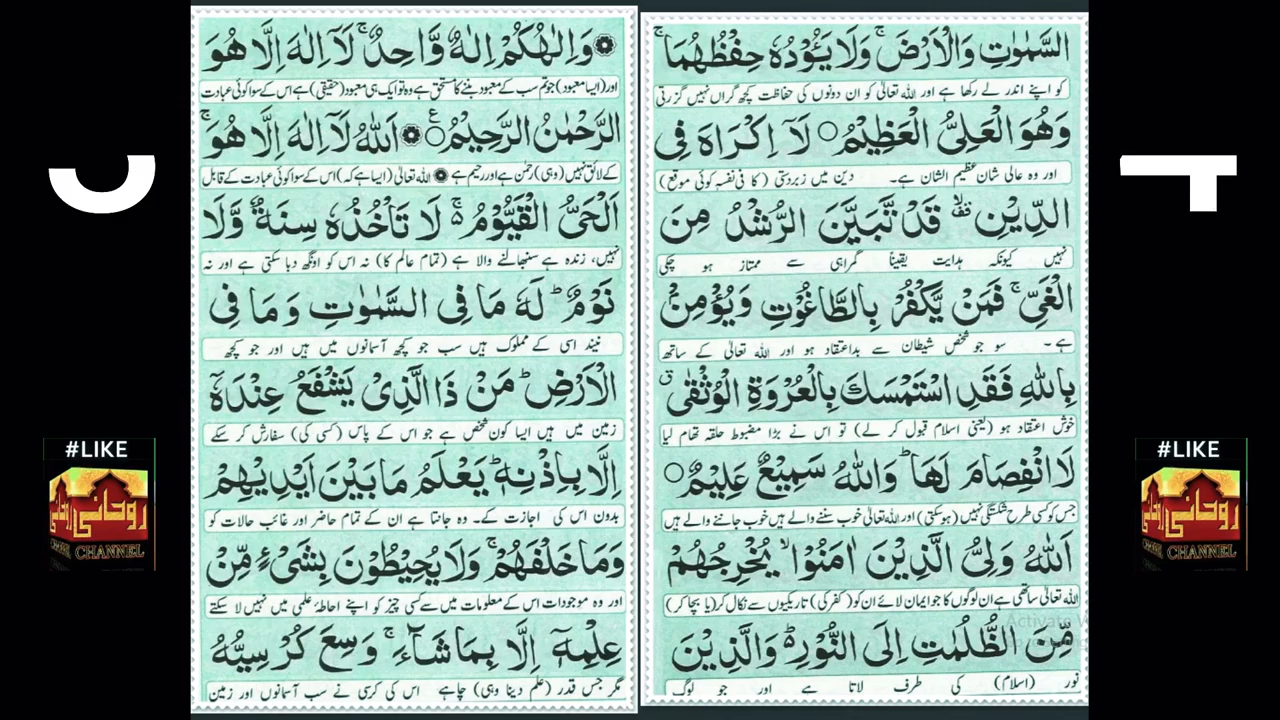 وَاِلٰهُكُمْ اِلٰهٌ وَّاحِدٌ ۚ لَآ اِلٰهَ اِلَّا هُوَ
اور (ایسا معبود) جو تم سب کے معبود بننے کا مستحق ہے وہ تو ایک ہی معبود (حقیقی) ہے اس کے سوا کوئی عبادت
الرَّحْمٰنُ الرَّحِيْمُ ۝ اَللّٰهُ لَآ اِلٰهَ اِلَّا هُوَ ۚ
کے لائق نہیں (وہی) رحمٰن ہے اور رحیم ہے اللہ تعالیٰ (ایسا ہے کہ) اس کے سوا کوئی عبادت کے قابل
اَلْحَيُّ الْقَيُّوْمُ ۚ لَا تَاْخُذُهٗ سِنَةٌ وَّلَا
نہیں، زندہ ہے سنبھالنے والا ہے (تمام عالم کا) نہ اس کو اونگھ دبا سکتی ہے اور نہ
نَوْمٌ ؕ لَهٗ مَا فِى السَّمٰوٰتِ وَمَا فِى
نیند اسی کے مملوک ہیں سب جو کچھ آسمانوں میں ہیں اور جو کچھ
الْاَرْضِ ؕ مَنْ ذَا الَّذِىْ يَشْفَعُ عِنْدَهٗٓ
زمین میں ہیں ایسا کون شخص ہے جو اس کے پاس (کسی کی) سفارش کر سکے
اِلَّا بِاِذْنِهٖ ؕ يَعْلَمُ مَا بَيْنَ اَيْدِيْهِمْ
بدون اس کی اجازت کے۔ وہ جانتا ہے ان کے تمام حاضر اور غائب حالات کو
وَمَا خَلْفَهُمْ ۚ وَلَا يُحِيْطُوْنَ بِشَىْءٍ مِّنْ
اور وہ موجودات اس کے معلومات میں سے کسی چیز کو اپنے احاطۂ علمی میں نہیں لا سکتے
عِلْمِهٖٓ اِلَّا بِمَا شَآءَ ۚ وَسِعَ كُرْسِيُّهُ
مگر جس قدر (علم دینا وہی) چاہے اس کی کرسی نے سب آسمانوں اور زمین
السَّمٰوٰتِ وَالْاَرْضَ ۚ وَلَا يَـُٔوْدُهٗ حِفْظُهُمَا ۚ
کو اپنے اندر لے رکھا ہے اور اللہ تعالیٰ کو ان دونوں کی حفاظت کچھ گراں نہیں گزرتی
وَهُوَ الْعَلِىُّ الْعَظِيْمُ ۝ لَآ اِكْرَاهَ فِى
اور وہ عالی شان عظیم الشان ہے۔ دین میں زبردستی (کا فی نفسہٖ کوئی موقع)
الدِّيْنِ قَدْ تَّبَيَّنَ الرُّشْدُ مِنَ
نہیں کیونکہ ہدایت یقیناً گمراہی سے ممتاز ہو چکی
الْغَىِّ ۚ فَمَنْ يَّكْفُرْ بِالطَّاغُوْتِ وَيُؤْمِنْۢ
ہے۔ سو جو شخص شیطان سے بداعتقاد ہو اور اللہ تعالیٰ کے ساتھ
بِاللّٰهِ فَقَدِ اسْتَمْسَكَ بِالْعُرْوَةِ الْوُثْقٰى ق
خوش اعتقاد ہو (یعنی اسلام قبول کر لے) تو اس نے بڑا مضبوط حلقہ تھام لیا
لَا انْفِصَامَ لَهَا ؕ وَاللّٰهُ سَمِيْعٌ عَلِيْمٌ ۝
جس کو کسی طرح شکستگی نہیں (ہو سکتی) اور اللہ تعالیٰ خوب سننے والے ہیں خوب جاننے والے ہیں
اَللّٰهُ وَلِىُّ الَّذِيْنَ اٰمَنُوْا ۙ يُخْرِجُهُمْ
اللہ تعالیٰ ساتھی ہے ان لوگوں کا جو ایمان لائے ان کو (کفر کی) تاریکیوں سے نکال کر (یا بچا کر)
مِّنَ الظُّلُمٰتِ اِلَى النُّوْرِ ؕ وَالَّذِيْنَ
نور (اسلام) کی طرف لاتا ہے اور جو لوگ
#LIKE
روحانی
CHANNEL
#LIKE
روحانی
CHANNEL